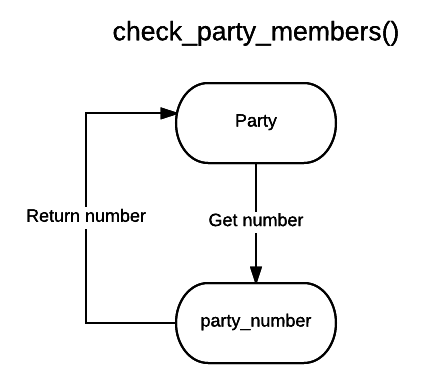 check_party_members()
Party
Return number
Get number
party_number